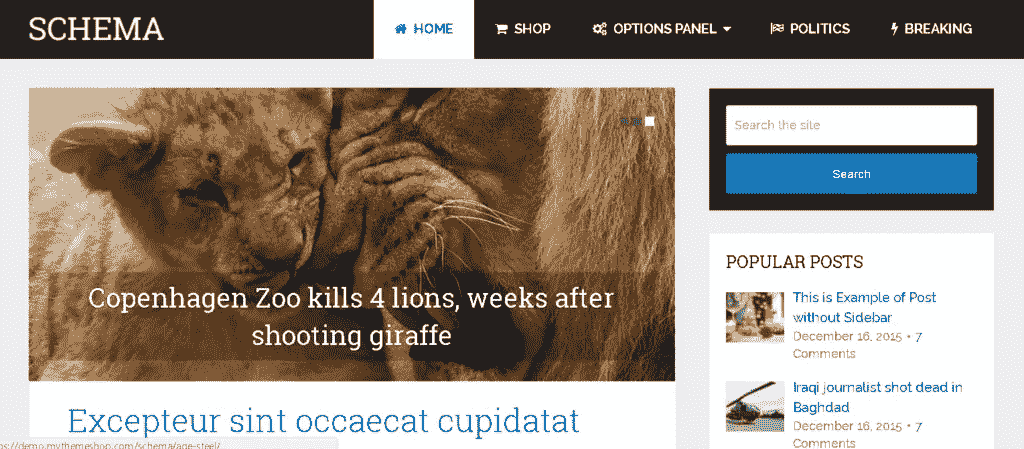 SCHEMA
HOME
SHOP
OPTIONS PANEL
POLITICS
BREAKING
Copenhagen Zoo kills 4 lions, weeks after
shooting giraffe
Excepteur sint occaecat cupidatat
ps://demo.mythemeshop.com/schema/age-steel/
Search the site
Search
POPULAR POSTS
This is Example of Post
without Sidebar
December 16, 2015 • 7
Comments
Iraqi journalist shot dead in
Baghdad
December 16, 2015 • 7
Comments